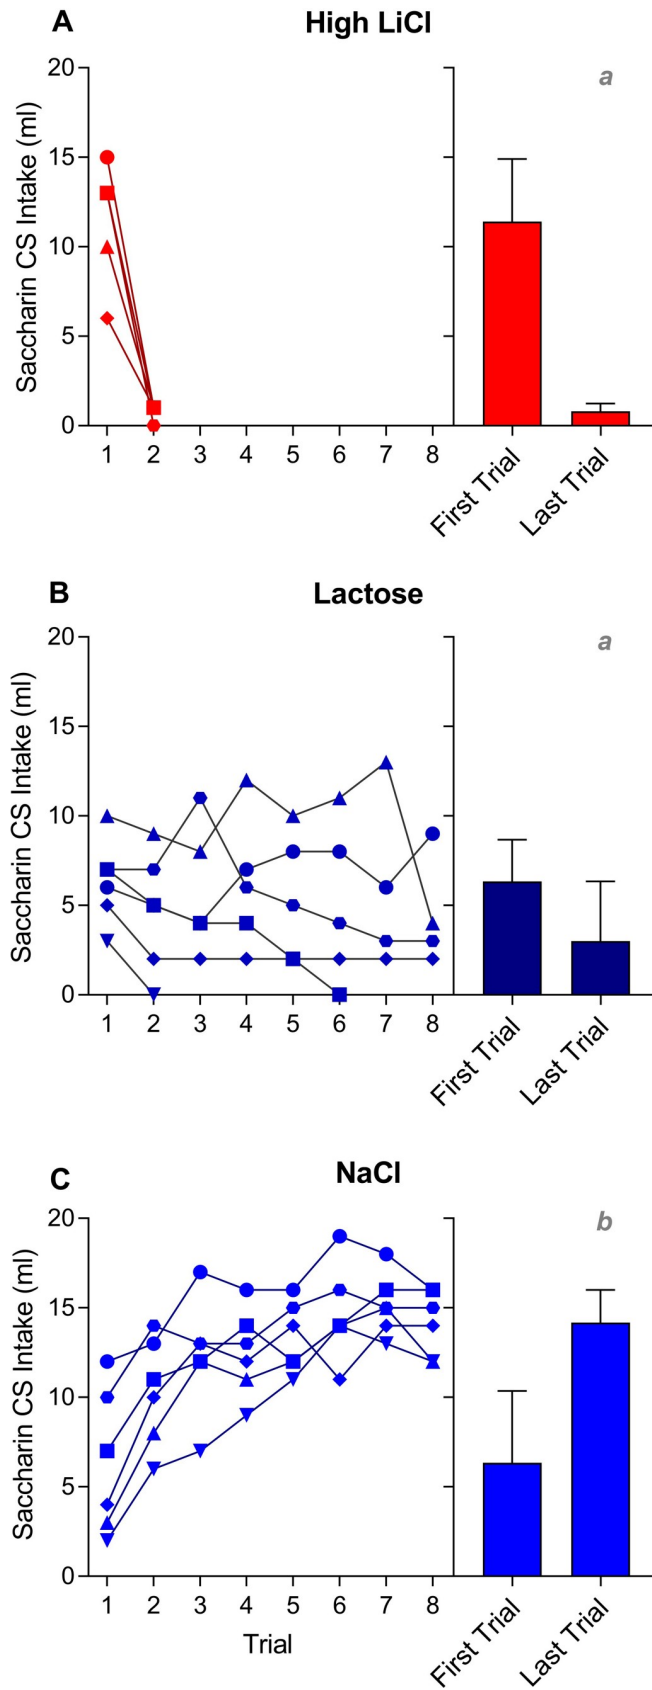 A
High LiCl
Saccharin CS Intake (ml)
20
15
10
5
0
1 2 3 4 5 6 7 8
First Trial
Last Trial
a
B
Lactose
Saccharin CS Intake (ml)
20
15
10
5
0
1 2 3 4 5 6 7 8
First Trial
Last Trial
a
C
NaCl
Saccharin CS Intake (ml)
20
15
10
5
0
1 2 3 4 5 6 7 8
Trial
First Trial
Last Trial
b